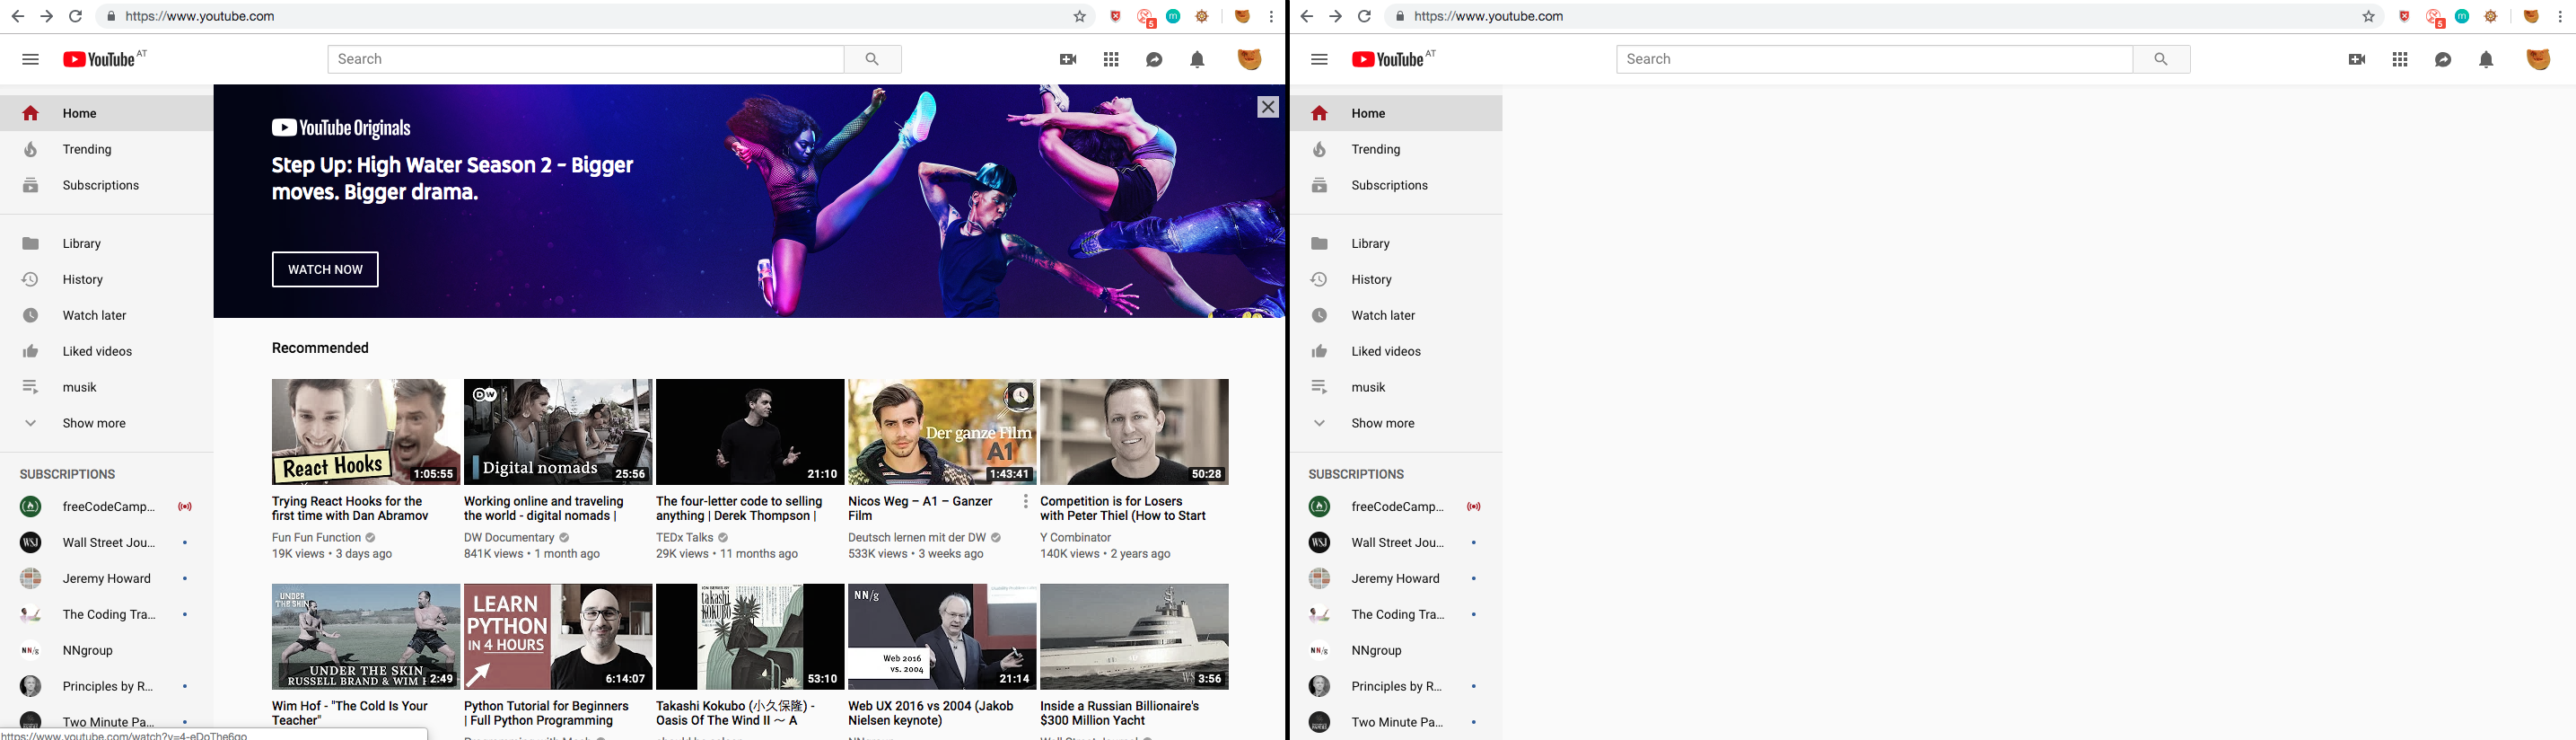 https://www.youtube.com
5
m
YouTube AT
Search
Home
Trending
Subscriptions
Library
History
Watch later
Liked videos
musik
Show more
SUBSCRIPTIONS
freeCodeCamp...
WSJ Wall Street Jou...
Jeremy Howard
The Coding Tra...
NN/g NNgroup
Principles by R...
Two Minute Pa...
https://www.youtube.com/watch?v=4-eDoThe6qo
YouTube Originals
Step Up: High Water Season 2 - Bigger
moves. Bigger drama.
WATCH NOW
Recommended
React Hooks
1:05:55
Trying React Hooks for the
first time with Dan Abramov
Fun Fun Function
19K views • 3 days ago
DW
Digital nomads
25:56
Working online and traveling
the world - digital nomads |
DW Documentary
841K views • 1 month ago
21:10
The four-letter code to selling
anything | Derek Thompson |
TEDx Talks
29K views • 11 months ago
Der ganze Film
A1
1:43:41
Nicos Weg – A1 – Ganzer
Film
Deutsch lernen mit der DW
533K views • 3 weeks ago
50:28
Competition is for Losers
with Peter Thiel (How to Start
Y Combinator
140K views • 2 years ago
UNDER THE SKIN
UNDER THE SKIN
RUSSELL BRAND & WIM
2:49
Wim Hof - "The Cold Is Your
Teacher"
LEARN
PYTHON
IN 4 HOURS
6:14:07
Python Tutorial for Beginners
| Full Python Programming
takashi
KOKUBO
53:10
Takashi Kokubo (小久保隆) -
Oasis Of The Wind II ～ A
NN/g
Web 2016
vs. 2004
21:14
Web UX 2016 vs 2004 (Jakob
Nielsen keynote)
NNgroup
WSJ
3:56
Inside a Russian Billionaire's
$300 Million Yacht
Wall Street Journal
https://www.youtube.com
5
m
YouTube AT
Search
Home
Trending
Subscriptions
Library
History
Watch later
Liked videos
musik
Show more
SUBSCRIPTIONS
freeCodeCamp...
WSJ Wall Street Jou...
Jeremy Howard
The Coding Tra...
NN/g NNgroup
Principles by R...
Two Minute Pa...